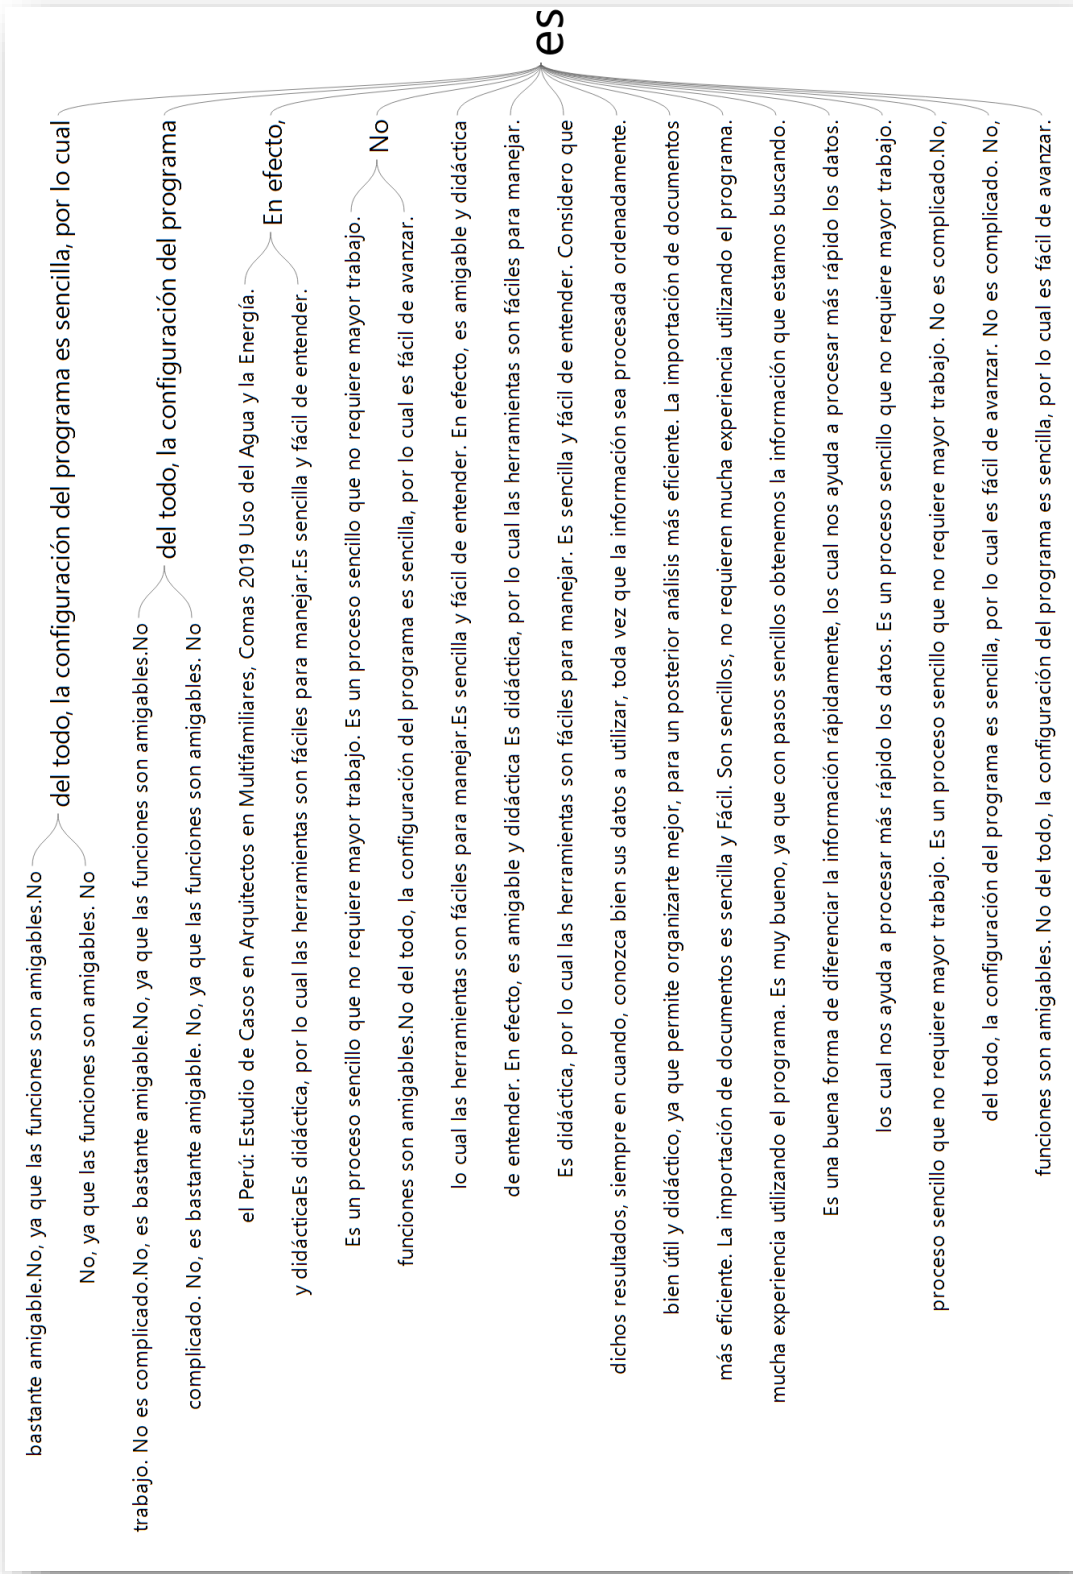 es
del todo, la configuración del programa es sencilla, por lo cual
bastante amigable.No, ya que las funciones son amigables.No
No, ya que las funciones son amigables. No
del todo, la configuración del programa
trabajo. No es complicado.No, es bastante amigable.No, ya que las funciones son amigables.No
complicado. No, es bastante amigable. No, ya que las funciones son amigables. No
En efecto,
el Perú: Estudio de Casos en Arquitectos en Multifamiliares, Comas 2019 Uso del Agua y la Energía.
y didácticaEs didáctica, por lo cual las herramientas son fáciles para manejar.Es sencilla y fácil de entender.
No
Es un proceso sencillo que no requiere mayor trabajo. Es un proceso sencillo que no requiere mayor trabajo.
funciones son amigables.No del todo, la configuración del programa es sencilla, por lo cual es fácil de avanzar.
lo cual las herramientas son fáciles para manejar.Es sencilla y fácil de entender. En efecto, es amigable y didáctica
de entender. En efecto, es amigable y didáctica Es didáctica, por lo cual las herramientas son fáciles para manejar.
Es didáctica, por lo cual las herramientas son fáciles para manejar. Es sencilla y fácil de entender. Considero que
dichos resultados, siempre en cuando, conozca bien sus datos a utilizar, toda vez que la información sea procesada ordenadamente.
bien útil y didáctico, ya que permite organizarte mejor, para un posterior análisis más eficiente. La importación de documentos
más eficiente. La importación de documentos es sencilla y Fácil. Son sencillos, no requieren mucha experiencia utilizando el programa.
mucha experiencia utilizando el programa. Es muy bueno, ya que con pasos sencillos obtenemos la información que estamos buscando.
Es una buena forma de diferenciar la información rápidamente, los cual nos ayuda a procesar más rápido los datos.
los cual nos ayuda a procesar más rápido los datos. Es un proceso sencillo que no requiere mayor trabajo.
proceso sencillo que no requiere mayor trabajo. Es un proceso sencillo que no requiere mayor trabajo. No es complicado.No,
del todo, la configuración del programa es sencilla, por lo cual es fácil de avanzar. No es complicado. No,
funciones son amigables. No del todo, la configuración del programa es sencilla, por lo cual es fácil de avanzar.